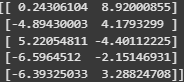 [[ 0.24306104  8.92000855]
 [-4.89430003  4.1793299 ]
 [ 5.22054811 -4.40112225]
 [-6.5964512  -2.15146931]
 [-6.39325033  3.28824708]